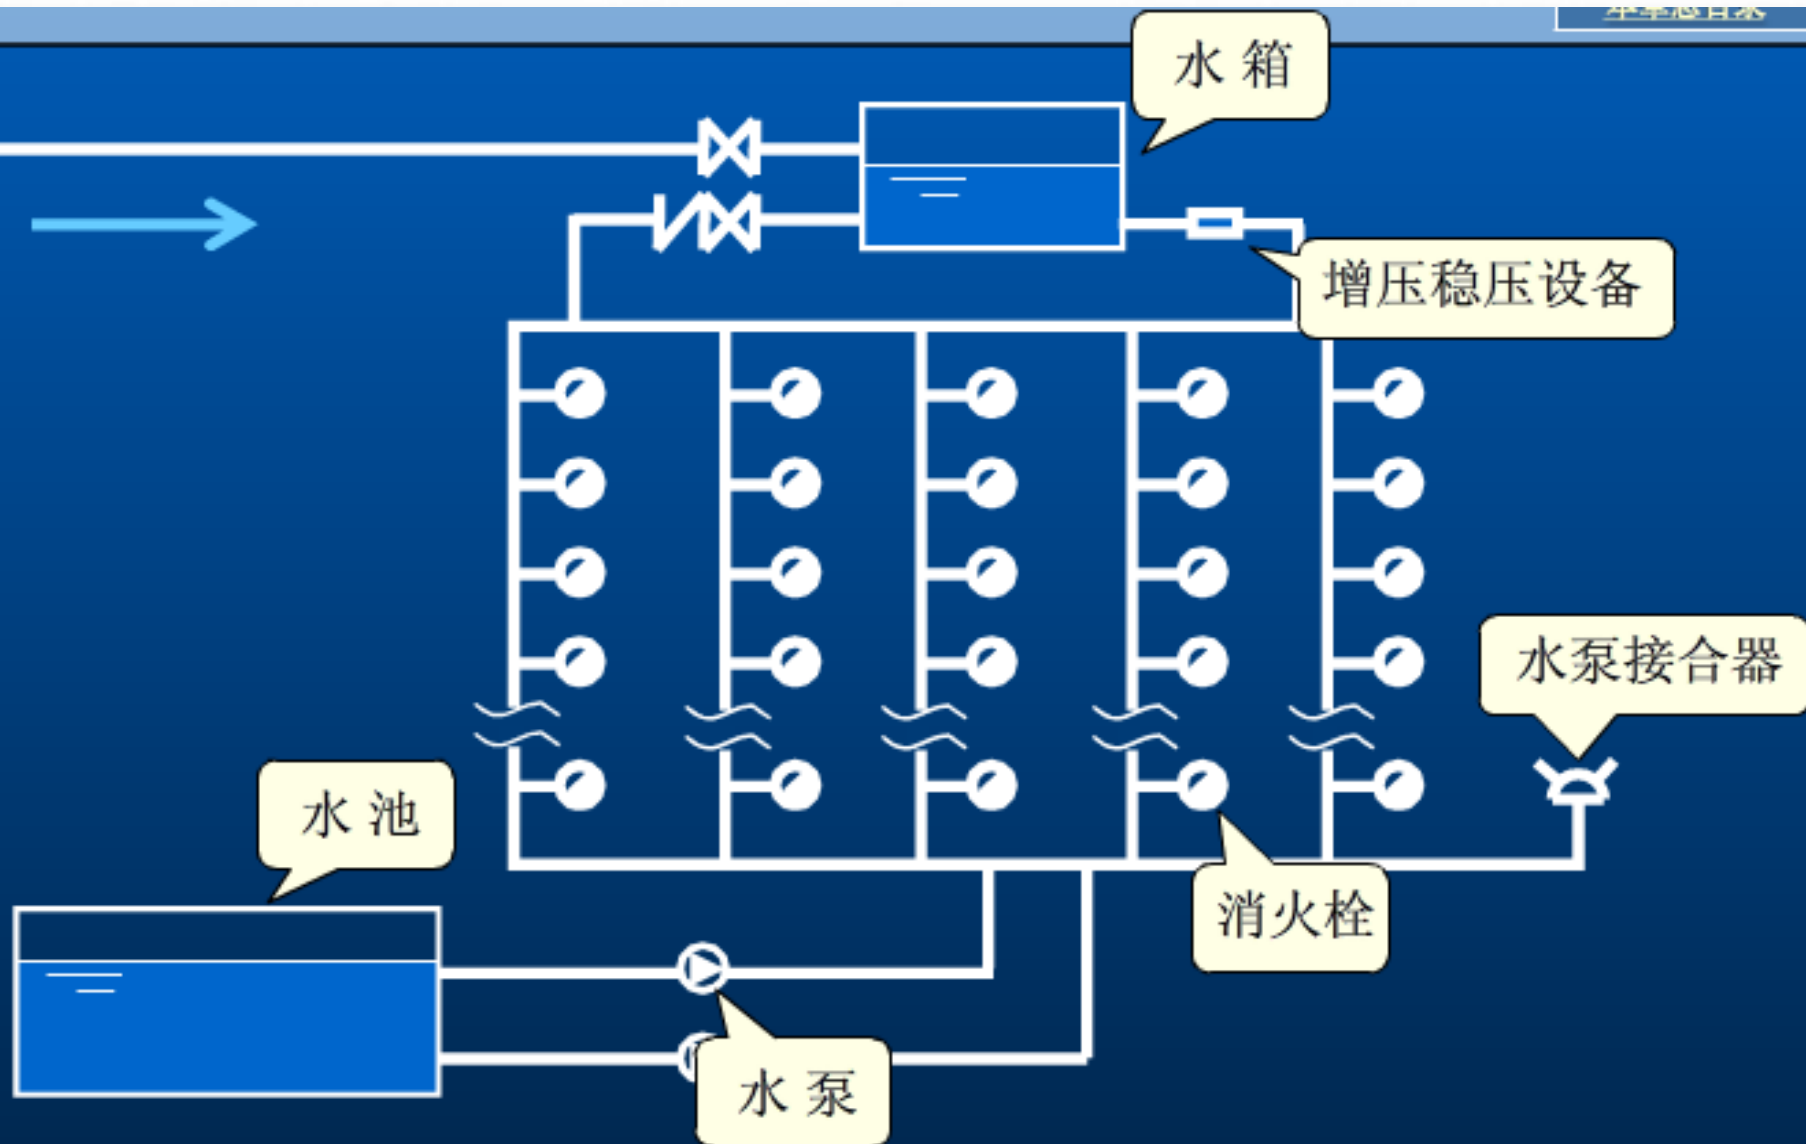 水 箱
增压稳压设备
水泵接合器
水 池
消火栓
水 泵